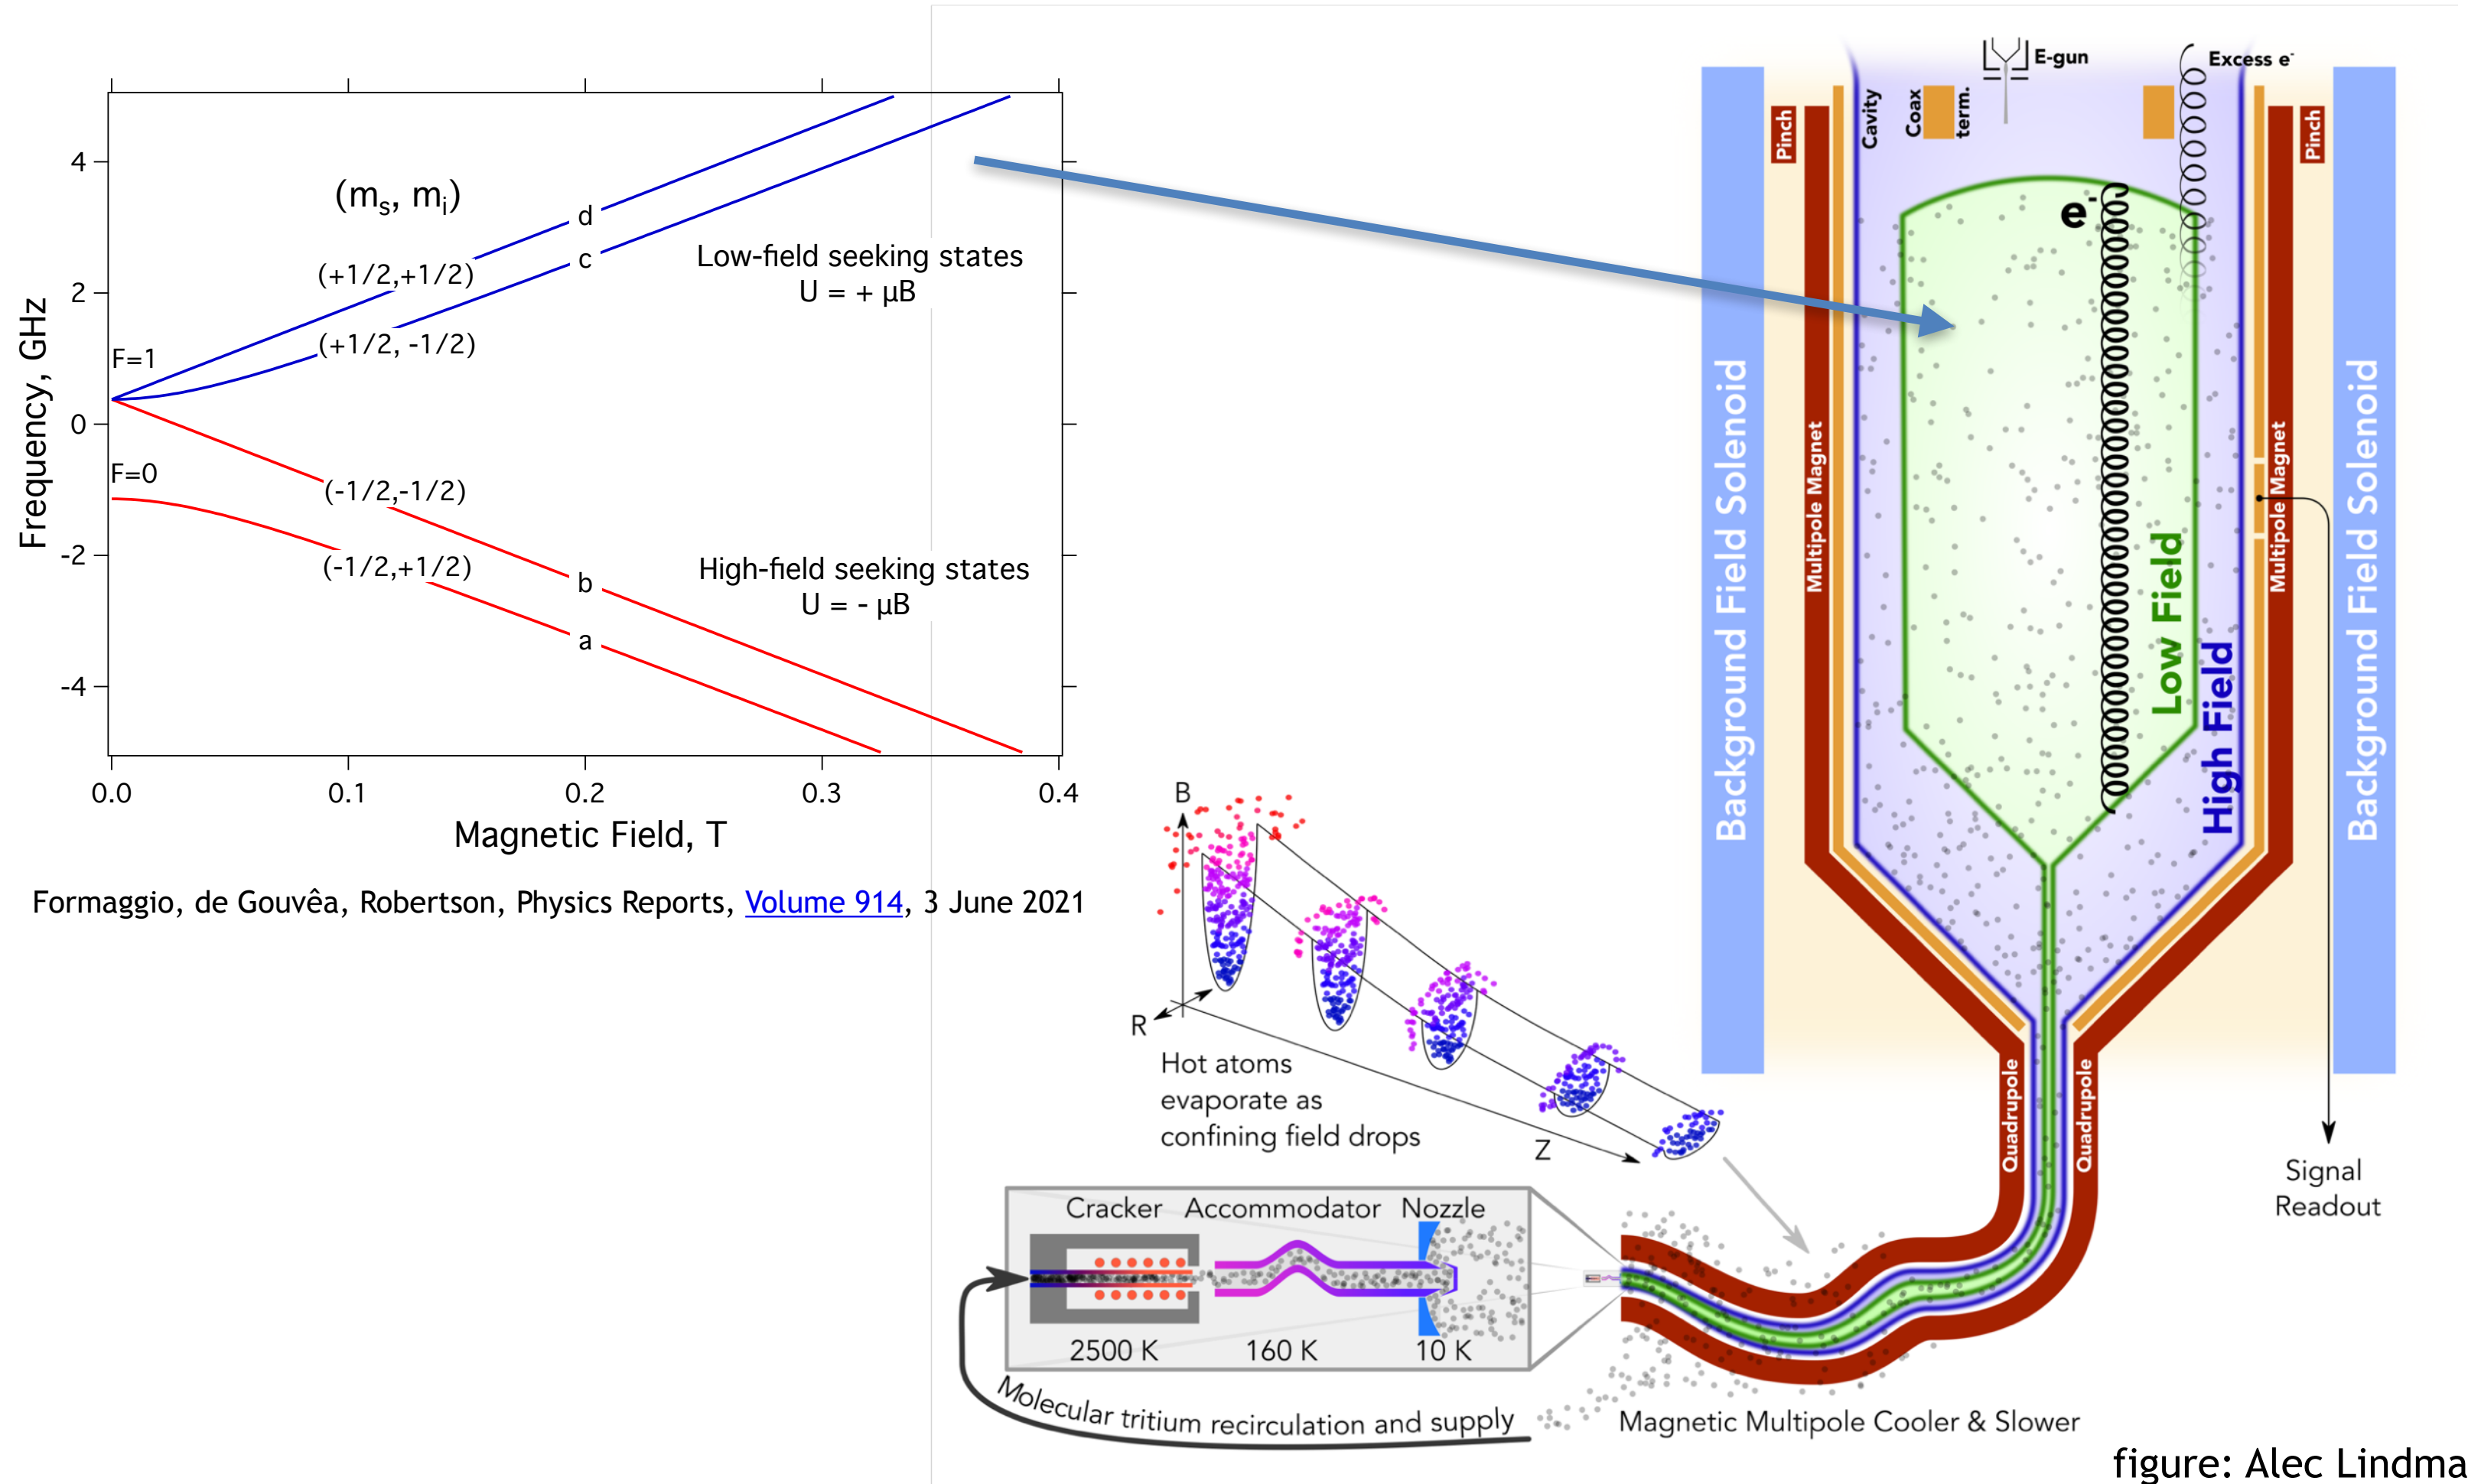 Frequency, GHz
4
2
0
-2
-4
(mₛ, mᵢ)
d
c
(+1/2,+1/2)
(+1/2, -1/2)
F=1
F=0
Low-field seeking states
U = + μB
(-1/2,-1/2)
(-1/2,+1/2)
b
a
High-field seeking states
U = - μB
0.0 0.1 0.2 0.3 0.4
Magnetic Field, T
Formaggio, de Gouvêa, Robertson, Physics Reports, Volume 914, 3 June 2021
E-gun
Excess e⁻
Pinch
Cavity
Coax
term.
Pinch
e⁻
Background Field Solenoid
Multipole Magnet
Low Field
High Field
Multipole Magnet
Background Field Solenoid
Quadrupole
Quadrupole
Signal
Readout
B
R
Z
Hot atoms
evaporate as
confining field drops
Cracker Accommodator Nozzle
2500 K 160 K 10 K
Molecular tritium recirculation and supply
Magnetic Multipole Cooler & Slower
figure: Alec Lindma